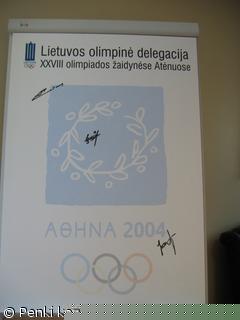 Lietuvos olimpinė delegacija
XXVIII olimpiados žaidynėse Atėnuose
ΑΘΗΝΑ 2004